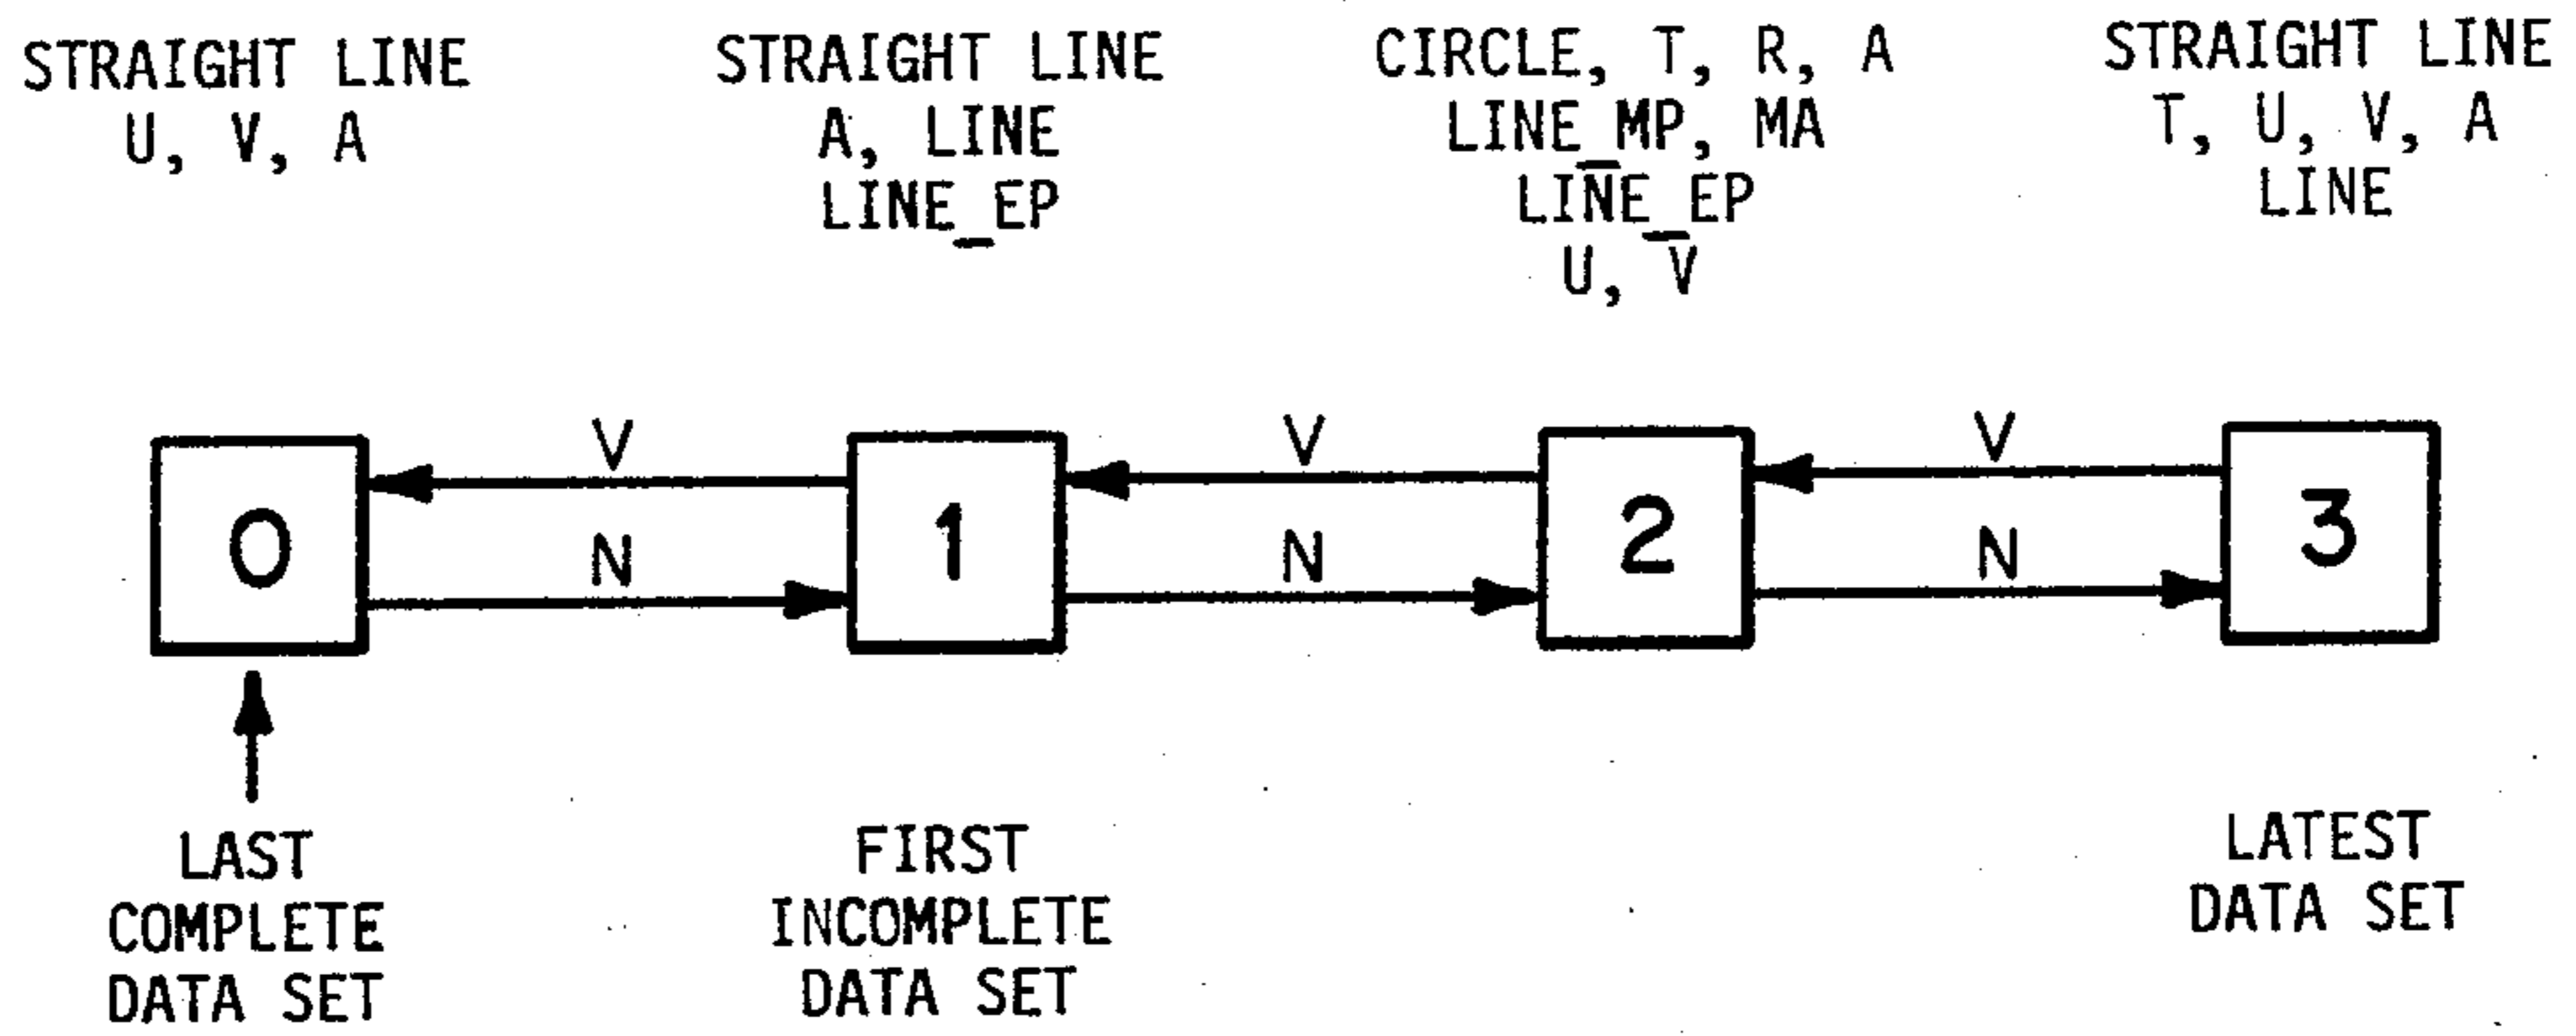 STRAIGHT LINE
U, V, A
STRAIGHT LINE
A, LINE
LINE_EP
CIRCLE, T, R, A
LINE_MP, MA
LINE_EP
U, V
STRAIGHT LINE
T, U, V, A
LINE
V
V
V
0
1
2
3
N
N
N
LAST
COMPLETE
DATA SET
FIRST
INCOMPLETE
DATA SET
LATEST
DATA SET